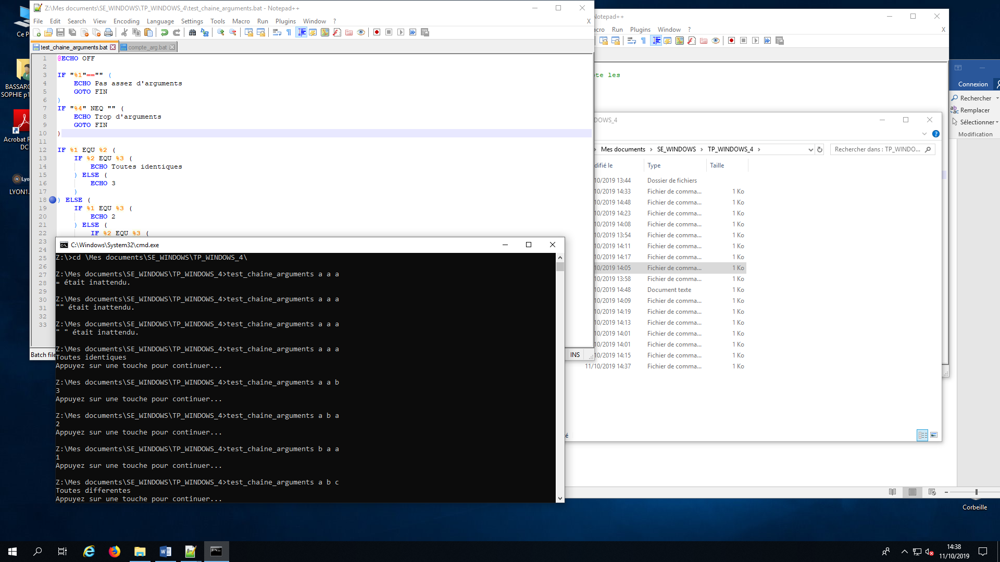 Z:\Mes documents\SE_WINDOWS\TP_WINDOWS_4\test_chaine_arguments.bat - Notepad++
File Edit Search View Encoding Language Settings Tools Macro Run Plugins Window ? X
test_chaine_arguments.bat compte_arg.bat
1 @ECHO OFF
2
3 IF "%1"=="" (
4 ECHO Pas assez d'arguments
5 GOTO FIN
6 )
7 IF "%4" NEQ "" (
8 ECHO Trop d'arguments
9 GOTO FIN
10 )
11
12 IF %1 EQU %2 (
13 IF %2 EQU %3 (
14 ECHO Toutes identiques
15 ) ELSE (
16 ECHO 3
17 )
18 ) ELSE (
19 IF %1 EQU %3 (
20 ECHO 2
21 ) ELSE (
22 IF %2 EQU %3 (
23
24
25
26
27
28
29
30
31
32
33
Batch file
INS
C:\Windows\System32\cmd.exe
Z:\>cd \Mes documents\SE_WINDOWS\TP_WINDOWS_4\
Z:\Mes documents\SE_WINDOWS\TP_WINDOWS_4>test_chaine_arguments a a a
= était inattendu.
Z:\Mes documents\SE_WINDOWS\TP_WINDOWS_4>test_chaine_arguments a a a
"" était inattendu.
Z:\Mes documents\SE_WINDOWS\TP_WINDOWS_4>test_chaine_arguments a a a
" " était inattendu.
Z:\Mes documents\SE_WINDOWS\TP_WINDOWS_4>test_chaine_arguments a a a
Toutes identiques
Appuyez sur une touche pour continuer...
Z:\Mes documents\SE_WINDOWS\TP_WINDOWS_4>test_chaine_arguments a a b
3
Appuyez sur une touche pour continuer...
Z:\Mes documents\SE_WINDOWS\TP_WINDOWS_4>test_chaine_arguments a b a
2
Appuyez sur une touche pour continuer...
Z:\Mes documents\SE_WINDOWS\TP_WINDOWS_4>test_chaine_arguments b a a
1
Appuyez sur une touche pour continuer...
Z:\Mes documents\SE_WINDOWS\TP_WINDOWS_4>test_chaine_arguments a b c
Toutes differentes
Appuyez sur une touche pour continuer...
Notepad++
acro Run Plugins Window ? X
ote les
DOWS_4
Mes documents > SE_WINDOWS > TP_WINDOWS_4 >
Rechercher dans : TP_WINDO...
difié le Type Taille
10/2019 13:44 Dossier de fichiers
10/2019 14:33 Fichier de comma... 1 Ko
10/2019 14:48 Fichier de comma... 1 Ko
10/2019 14:23 Fichier de comma... 1 Ko
10/2019 14:08 Fichier de comma... 1 Ko
10/2019 13:54 Fichier de comma... 1 Ko
10/2019 14:11 Fichier de comma... 1 Ko
10/2019 14:17 Fichier de comma... 1 Ko
10/2019 14:05 Fichier de comma... 1 Ko
10/2019 13:58 Fichier de comma... 1 Ko
10/2019 14:48 Document texte 1 Ko
10/2019 14:09 Fichier de comma... 1 Ko
10/2019 14:19 Fichier de comma... 1 Ko
10/2019 14:13 Fichier de comma... 1 Ko
10/2019 14:01 Fichier de comma... 1 Ko
10/2019 14:01 Fichier de comma... 1 Ko
10/2019 14:15 Fichier de comma... 1 Ko
11/10/2019 14:37 Fichier de comma... 1 Ko
é
Connexion
Rechercher
Remplacer
Sélectionner
Modification
Ce P
BASSARO
SOPHIE p1
Acrobat R
DC
Lyo
LYON1.
Corbeille
14:38
11/10/2019